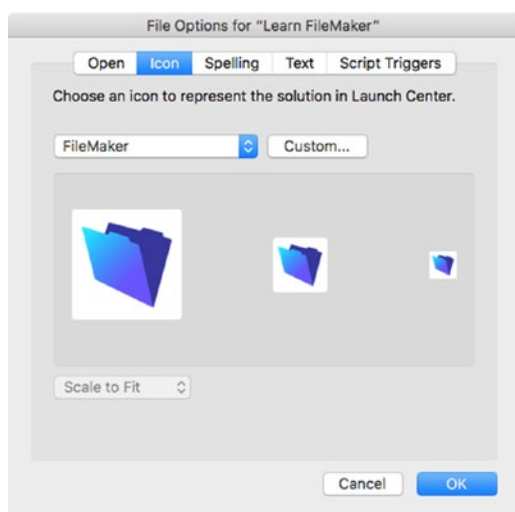 File Options for “Learn FileMaker”
Open Icon Spelling Text Script Triggers
Choose an icon to represent the solution in Launch Center.
FileMaker Custom...
Scale to Fit
Cancel OK